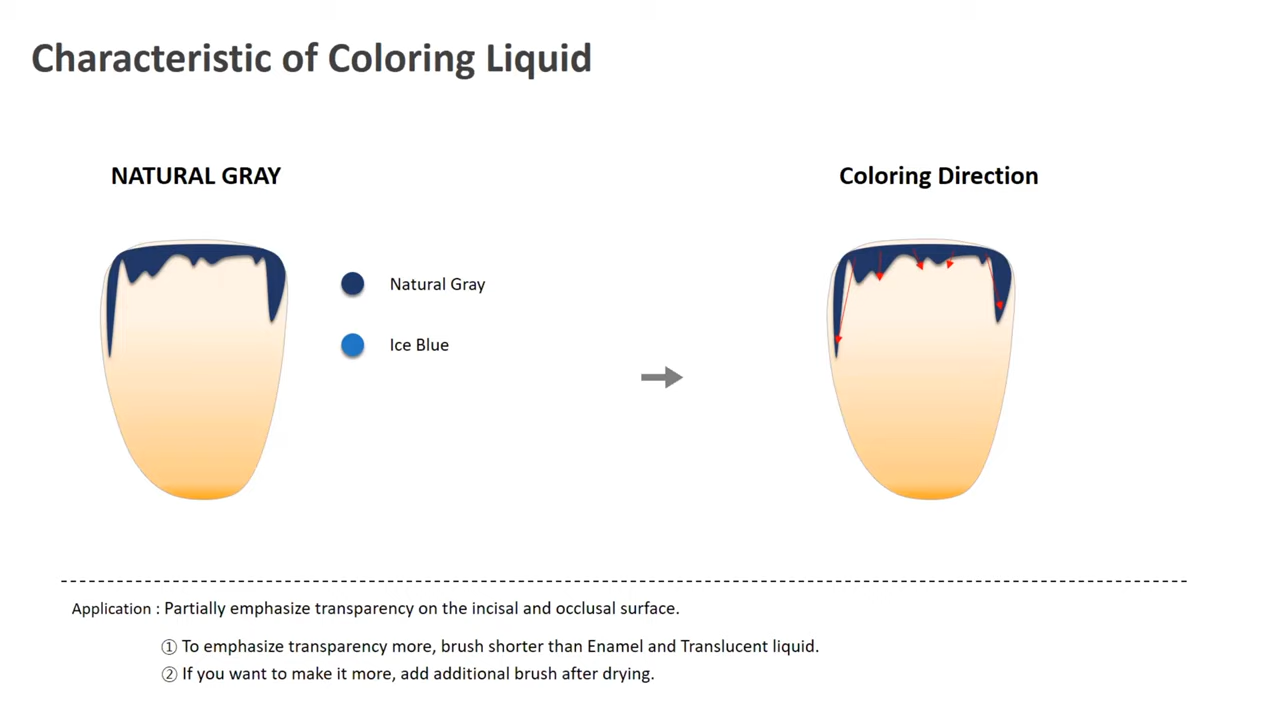 Characteristic of Coloring Liquid
NATURAL GRAY
Coloring Direction
Natural Gray
Ice Blue
Application : Partially emphasize transparency on the incisal and occlusal surface.
① To emphasize transparency more, brush shorter than Enamel and Translucent liquid.
② If you want to make it more, add additional brush after drying.